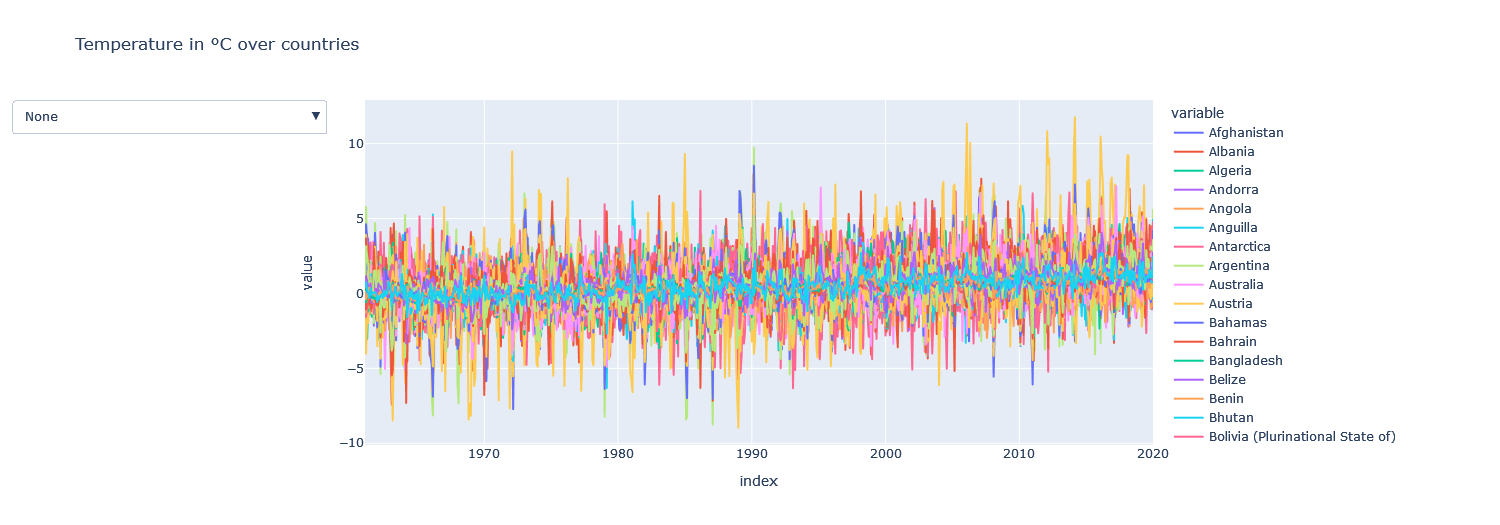 Temperature in °C over countries
None ▼
value
10
5
0
−5
−10
1970 1980 1990 2000 2010 2020
index
variable
Afghanistan
Albania
Algeria
Andorra
Angola
Anguilla
Antarctica
Argentina
Australia
Austria
Bahamas
Bahrain
Bangladesh
Belize
Benin
Bhutan
Bolivia (Plurinational State of)